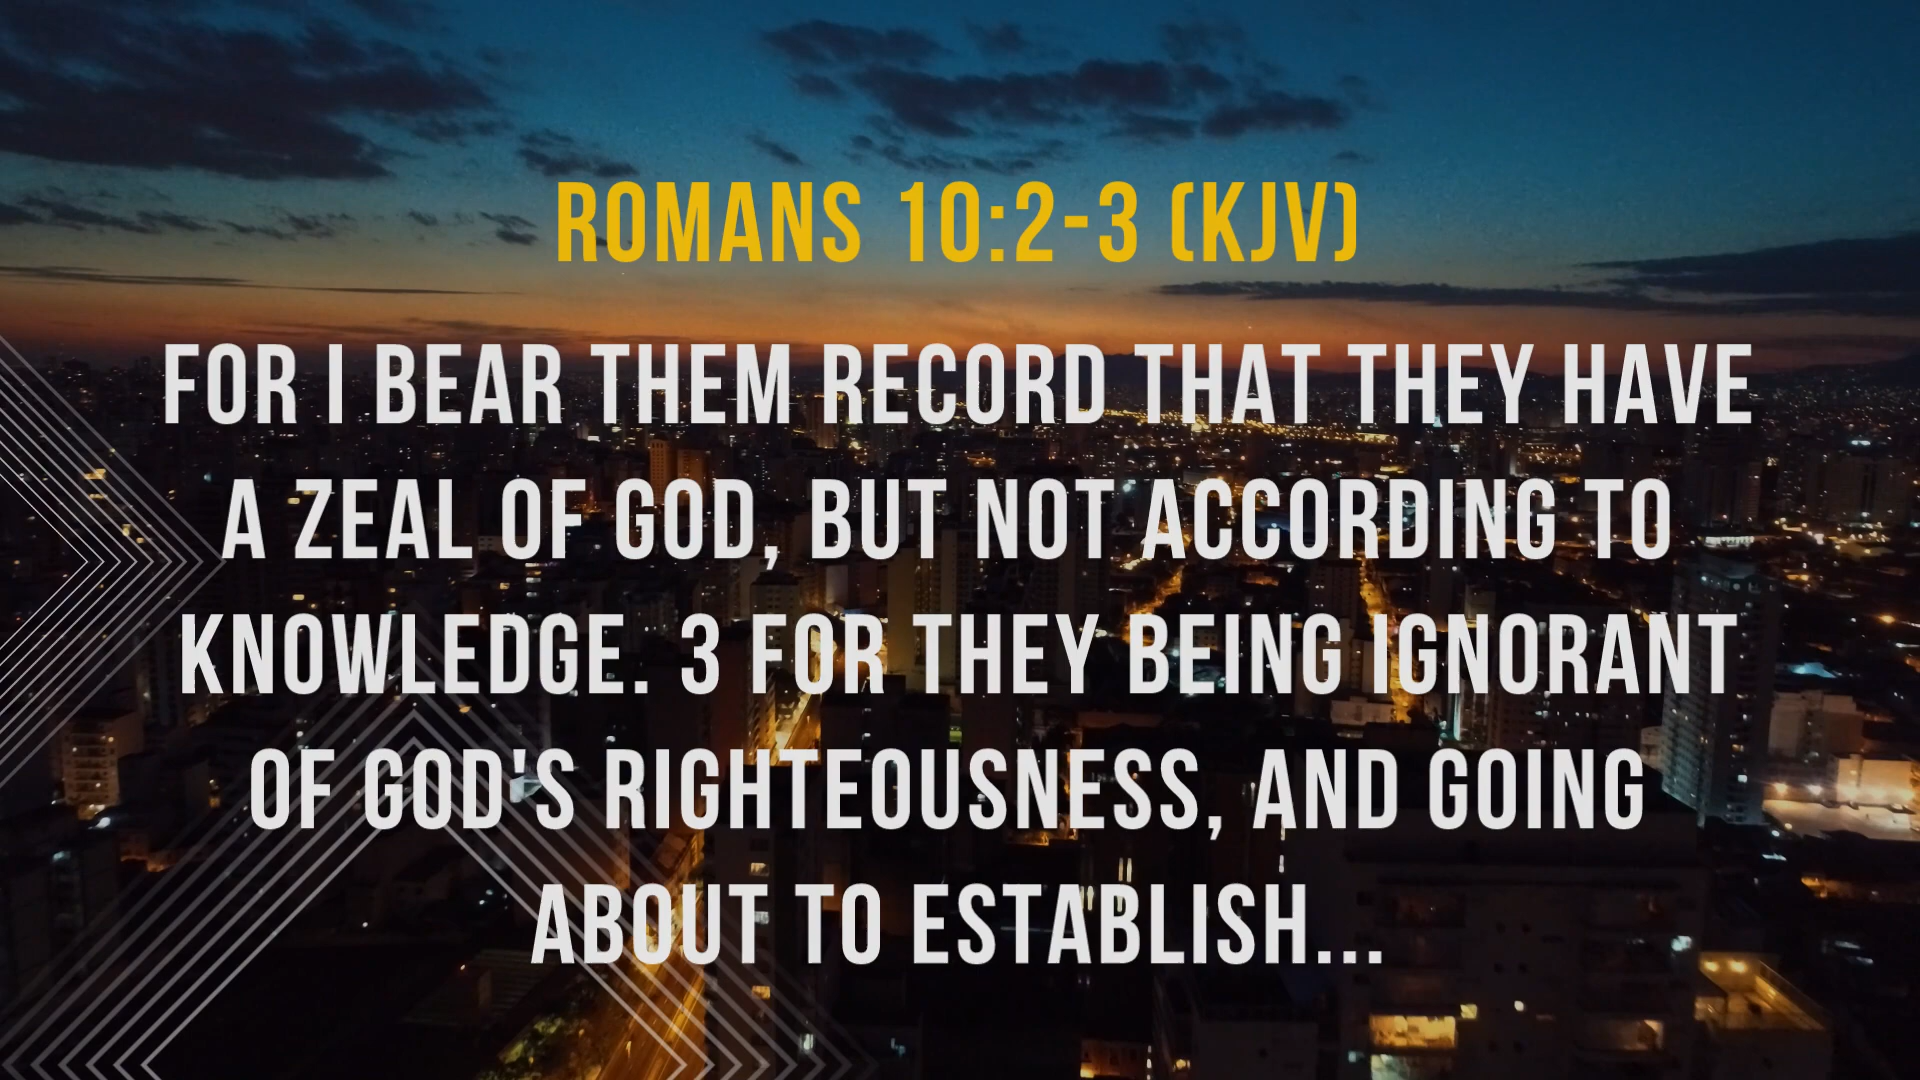 ROMANS 10:2-3 (KJV)
FOR I BEAR THEM RECORD THAT THEY HAVE
A ZEAL OF GOD, BUT NOT ACCORDING TO
KNOWLEDGE. 3 FOR THEY BEING IGNORANT
OF GOD'S RIGHTEOUSNESS, AND GOING
ABOUT TO ESTABLISH...